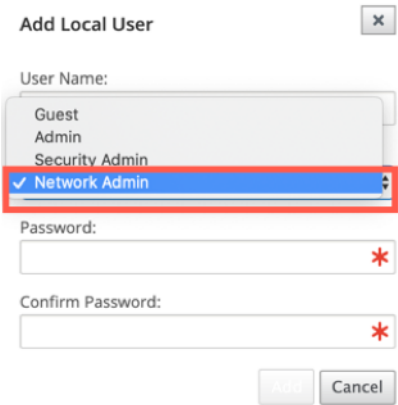 Add Local User
User Name:
Guest
Admin
Security Admin
✓ Network Admin
Password:
*
Confirm Password:
*
Add Cancel